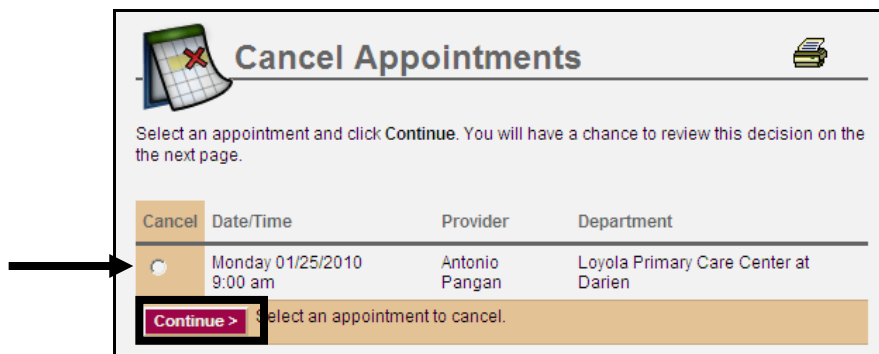 Cancel Appointments
Select an appointment and click Continue. You will have a chance to review this decision on the
the next page.
Cancel Date/Time Provider Department
Monday 01/25/2010 Antonio Loyola Primary Care Center at
9:00 am Pangan Darien
Continue > Select an appointment to cancel.